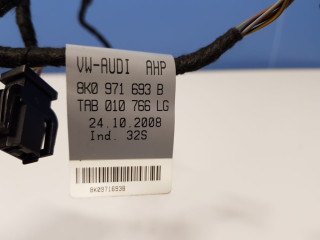 VW-AUDI AHP
8K0 971 693 B
TAB 010 766 LG
24.10.2008
Ind. 32S
8K0971693B